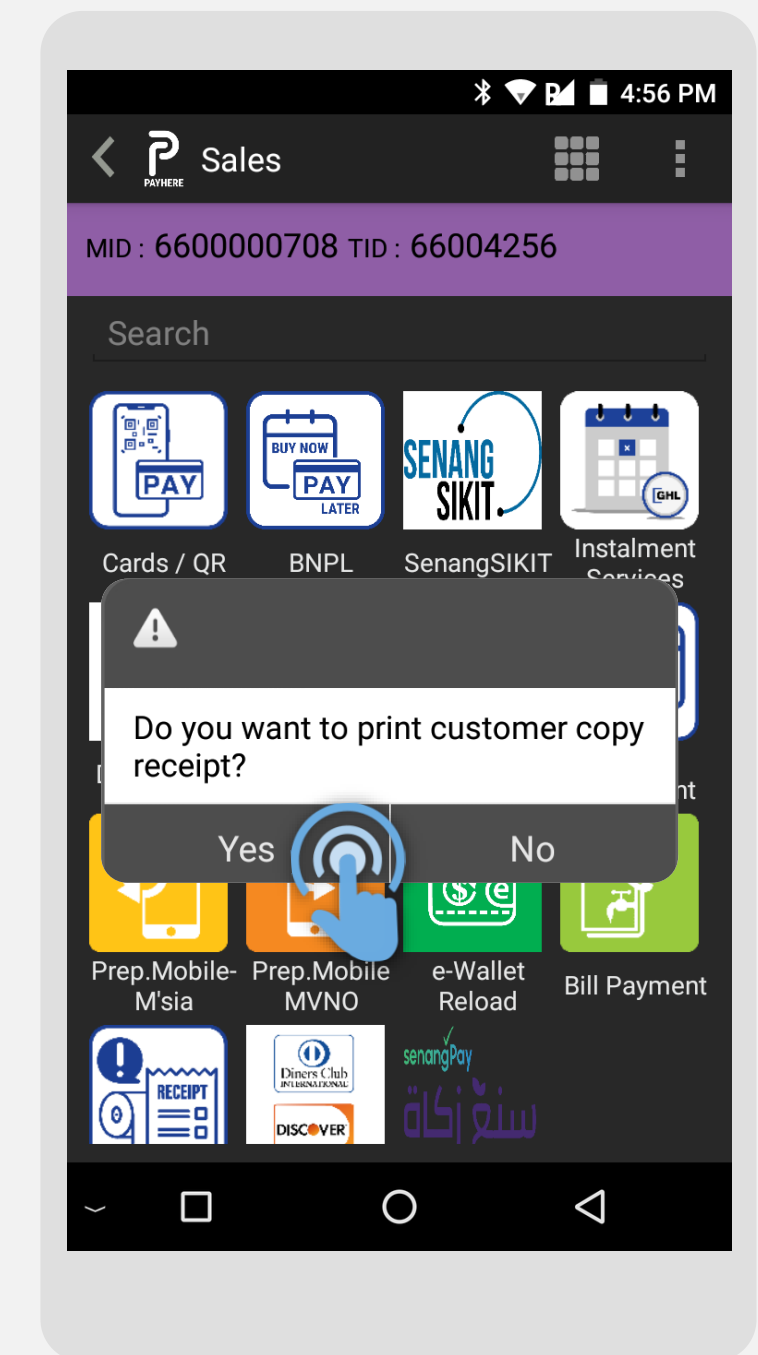 4:56 PM
PAYHERE
Sales
MID : 6600000708 TID : 66004256
Search
PAY
BUY NOW
PAY
LATER
SENANG
SIKIT.
GHL
Cards / QR
BNPL
SenangSIKIT
Instalment
Services
Do you want to print customer copy
receipt?
nt
Yes
No
Prep.Mobile-
M'sia
Prep.Mobile
MVNO
e-Wallet
Reload
Bill Payment
RECEIPT
Diners Club
INTERNATIONAL
DISCOVER
senangPay